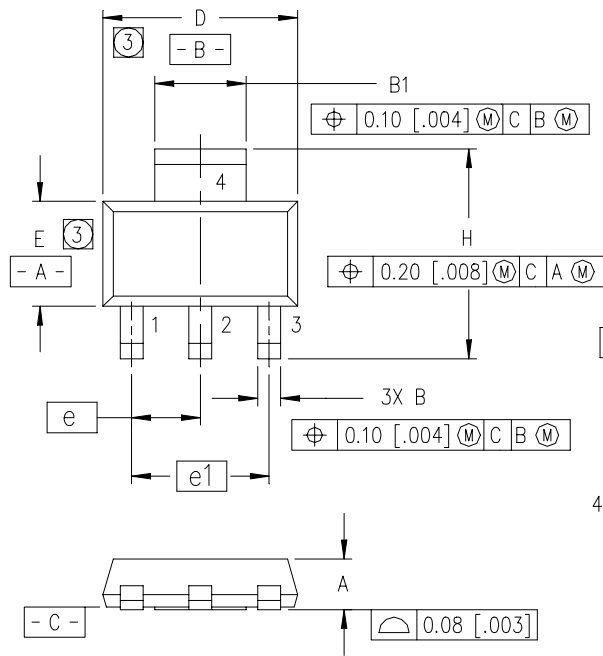 D
3
- B -
B1
⌖ 0.10 [.004] Ⓜ C B Ⓜ
4
E
3
H
- A -
⌖ 0.20 [.008] Ⓜ C A Ⓜ
1 2 3
3X B
e
⌖ 0.10 [.004] Ⓜ C B Ⓜ
e1
4
A
- C -
⌓ 0.08 [.003]